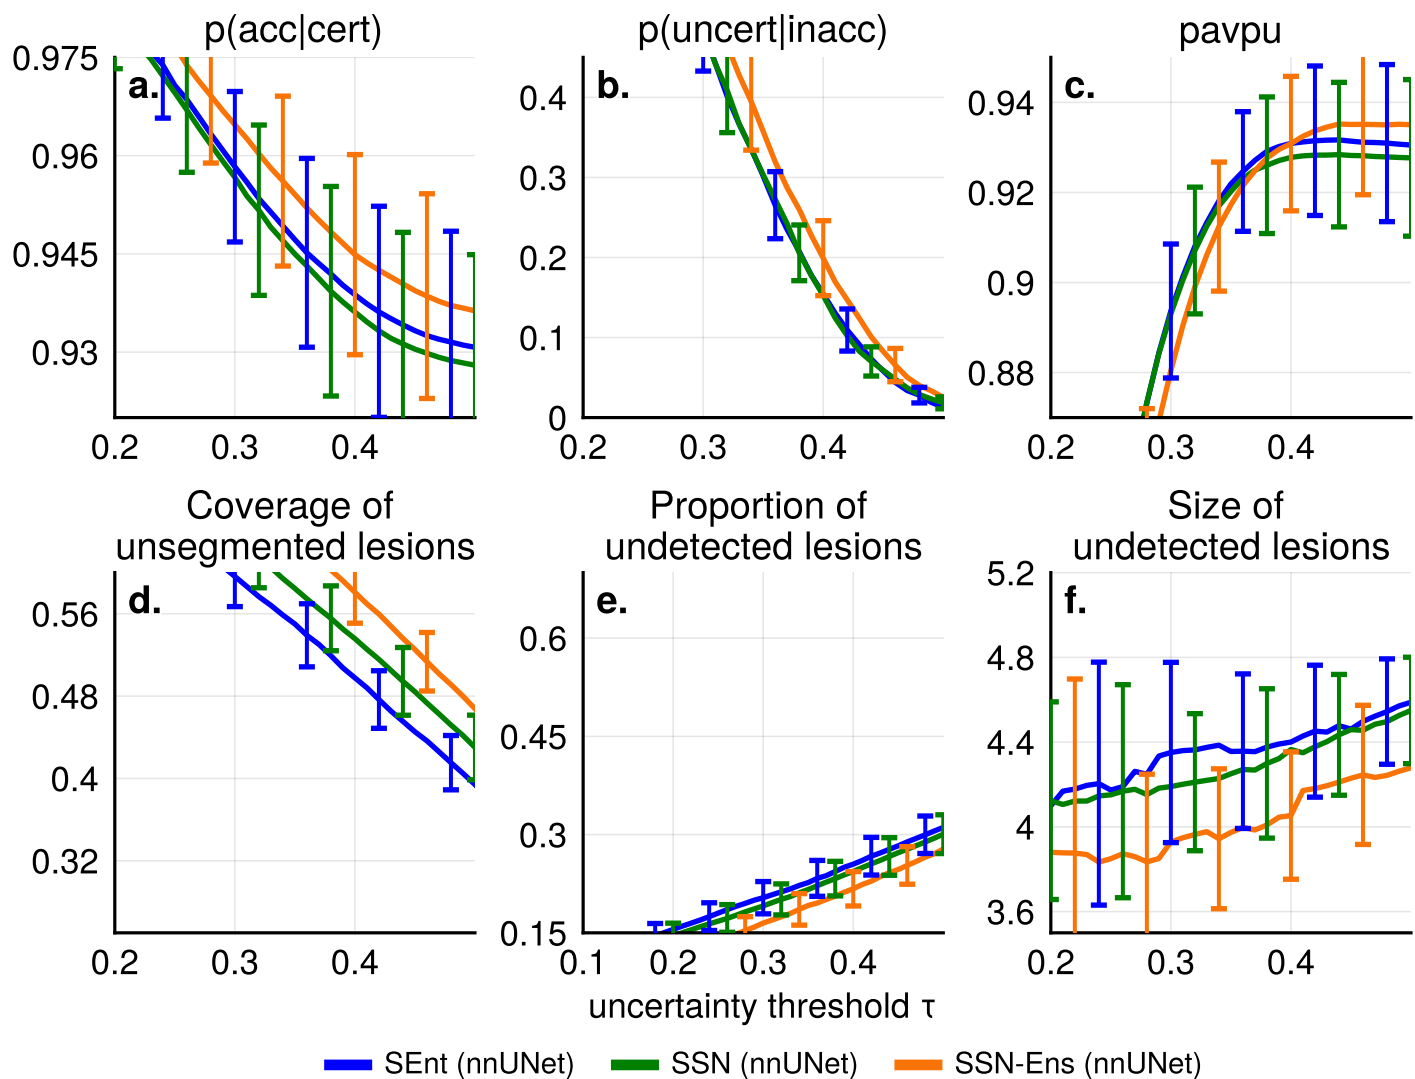 p(acc|cert)
p(uncert|inacc)
pavpu
a.
0.975
0.96
0.945
0.93
0.2
0.3
0.4
b.
0.4
0.3
0.2
0.1
0
0.2
0.3
0.4
c.
0.94
0.92
0.9
0.88
0.2
0.3
0.4
Coverage of
unsegmented lesions
d.
0.56
0.48
0.4
0.32
0.2
0.3
0.4
Proportion of
undetected lesions
e.
0.6
0.45
0.3
0.15
0.1
0.2
0.3
0.4
uncertainty threshold τ
Size of
undetected lesions
f.
5.2
4.8
4.4
4
3.6
0.2
0.3
0.4
SEnt (nnUNet)
SSN (nnUNet)
SSN-Ens (nnUNet)